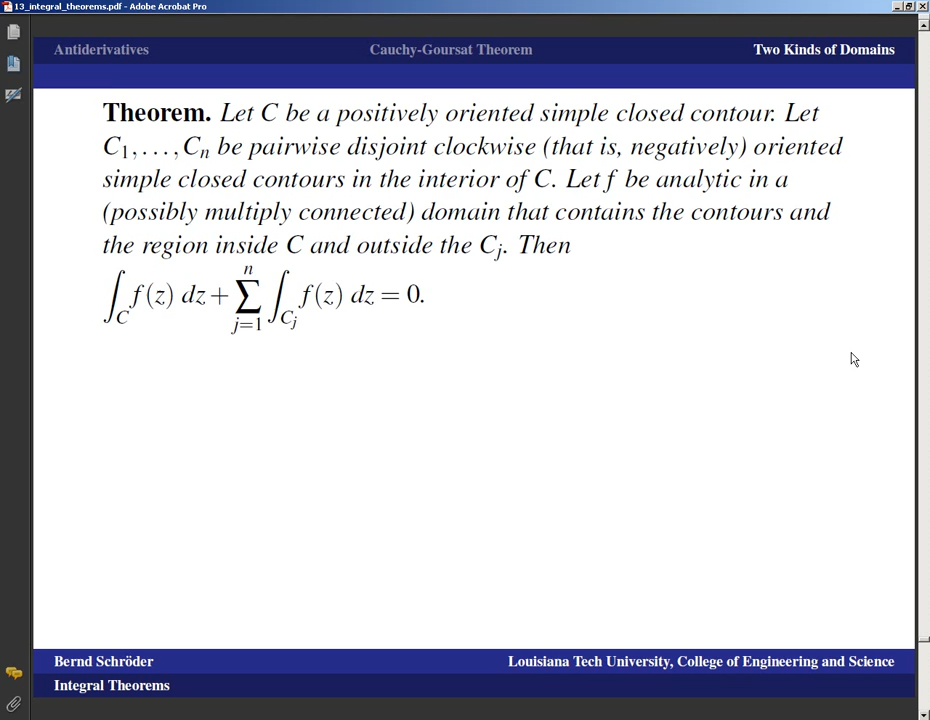 13_integral_theorems.pdf - Adobe Acrobat Pro
Antiderivatives Cauchy-Goursat Theorem Two Kinds of Domains
Theorem. Let C be a positively oriented simple closed contour. Let
C₁,…,Cₙ be pairwise disjoint clockwise (that is, negatively) oriented
simple closed contours in the interior of C. Let f be analytic in a
(possibly multiply connected) domain that contains the contours and
the region inside C and outside the Cⱼ. Then
∫_C f(z) dz + ∑_{j=1}^{n} ∫_{Cⱼ} f(z) dz = 0.
Bernd Schröder Louisiana Tech University, College of Engineering and Science
Integral Theorems